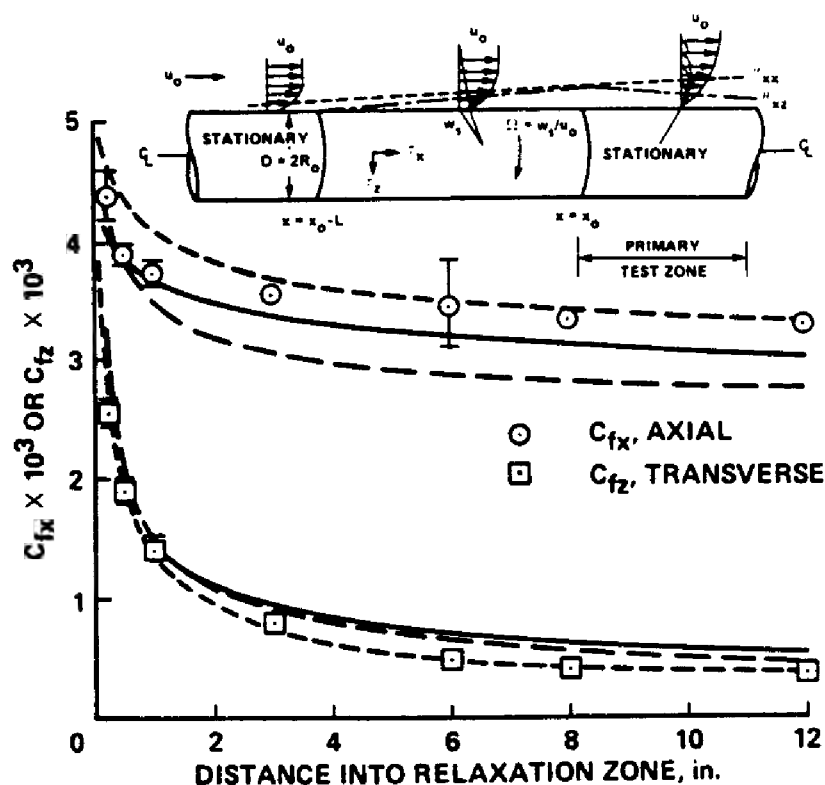 u₀ u₀ u₀
u₀
STATIONARY
D = 2R₀
w_s
Ω = w_s/u₀
STATIONARY
℄
℄
x = x₀-L
x = x₀
PRIMARY
TEST ZONE
5
4
3
2
1
0 2 4 6 8 10 12
C_fx × 10³ OR C_fz × 10³
C_fx, AXIAL
C_fz, TRANSVERSE
DISTANCE INTO RELAXATION ZONE, in.